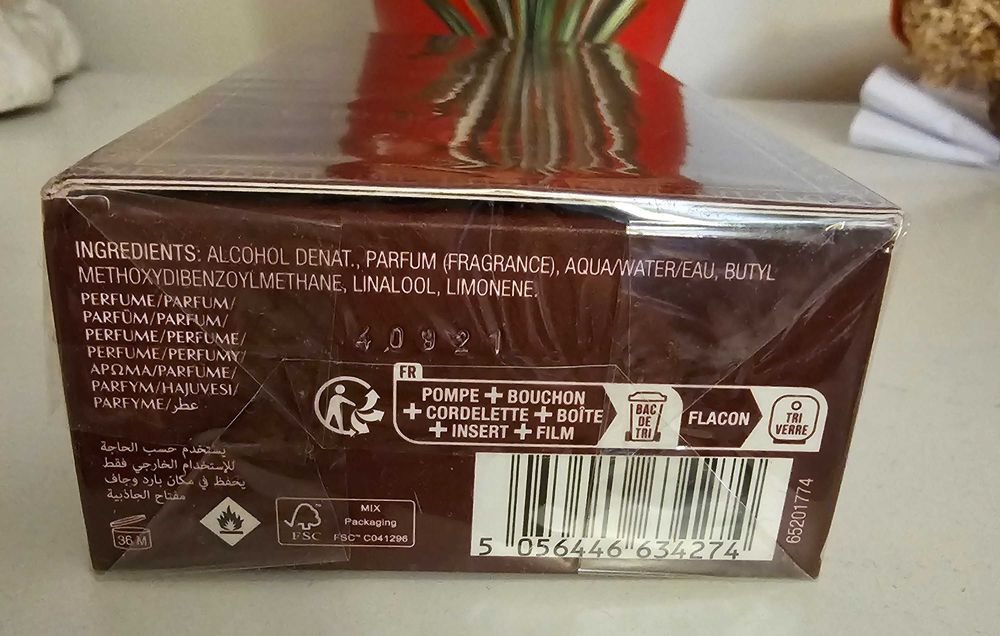 INGREDIENTS: ALCOHOL DENAT., PARFUM (FRAGRANCE), AQUA/WATER/EAU, BUTYL
METHOXYDIBENZOYLMETHANE, LINALOOL, LIMONENE.
PERFUME/PARFUM/
PARFÜM/PARFUM/
PERFUME/PERFUME/
PERFUME/PERFUMY/
ΑΡΩΜΑ/PARFUME/
PARFYM/HAJUVESI/
PARFYME/عطر
4092 1
FR
POMPE + BOUCHON
+ CORDELETTE + BOÎTE
+ INSERT + FILM
BAC
DE
TRI
FLACON
TRI
VERRE
يستخدم حسب الحاجة
للإستخدام الخارجي فقط
يحفظ في مكان بارد وجاف
مفتاح الجاذبية
36 M
FSC
MIX
Packaging
FSC™ C041296
5 056446 634274
65201774